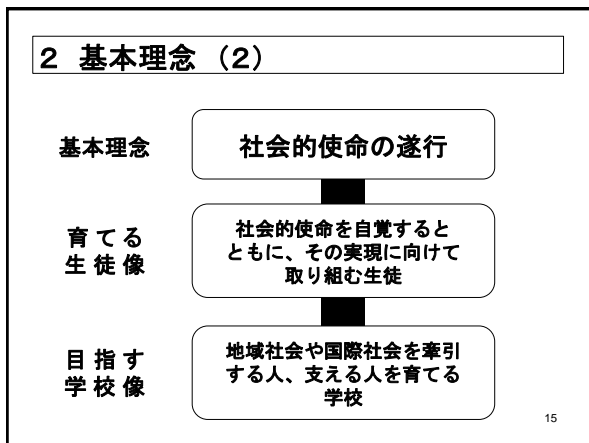 ２ 基本理念（２）
基本理念
社会的使命の遂行
育てる
生徒像
社会的使命を自覚すると
ともに、その実現に向けて
取り組む生徒
目指す
学校像
地域社会や国際社会を牽引
する人、支える人を育てる
学校
15